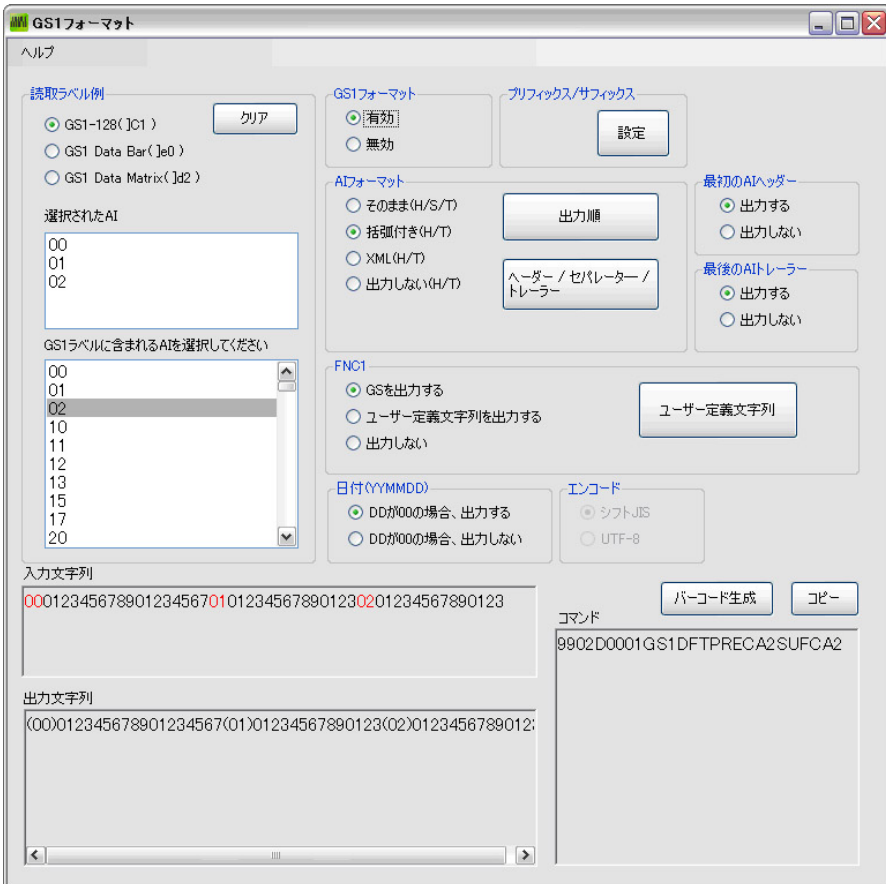 GS1フォーマット
ヘルプ
読取ラベル例
GS1-128( ]C1 )
クリア
GS1 Data Bar( ]e0 )
GS1 Data Matrix( ]d2 )
選択されたAI
00
01
02
GS1ラベルに含まれるAIを選択してください
00
01
02
10
11
12
13
15
17
20
GS1フォーマット
有効
無効
プリフィックス/サフィックス
設定
AIフォーマット
そのまま(H/S/T)
括弧付き(H/T)
XML(H/T)
出力しない(H/T)
出力順
ヘーダー / セパレーター /
トレーラー
最初のAIヘッダー
出力する
出力しない
最後のAIトレーラー
出力する
出力しない
FNC1
GSを出力する
ユーザー定義文字列を出力する
出力しない
ユーザー定義文字列
日付(YYMMDD)
DDが00の場合、出力する
DDが00の場合、出力しない
エンコード
シフトJIS
UTF-8
入力文字列
0001234567890123456701012345678901230201234567890123
出力文字列
(00)012345678901234567(01)01234567890123(02)0123456789012
バーコード生成
コピー
コマンド
9902D0001GS1DFTPRECA2SUFCA2